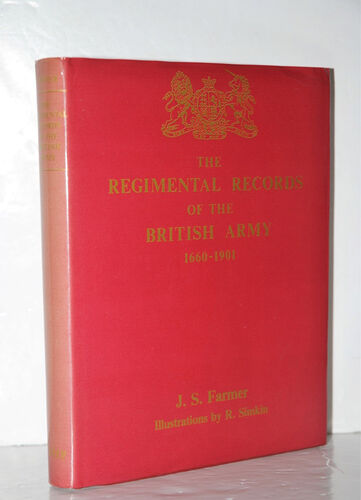 THE
REGIMENTAL RECORDS
OF THE
BRITISH ARMY
1660-1901
J. S. Farmer
Illustrations by R. Simkin